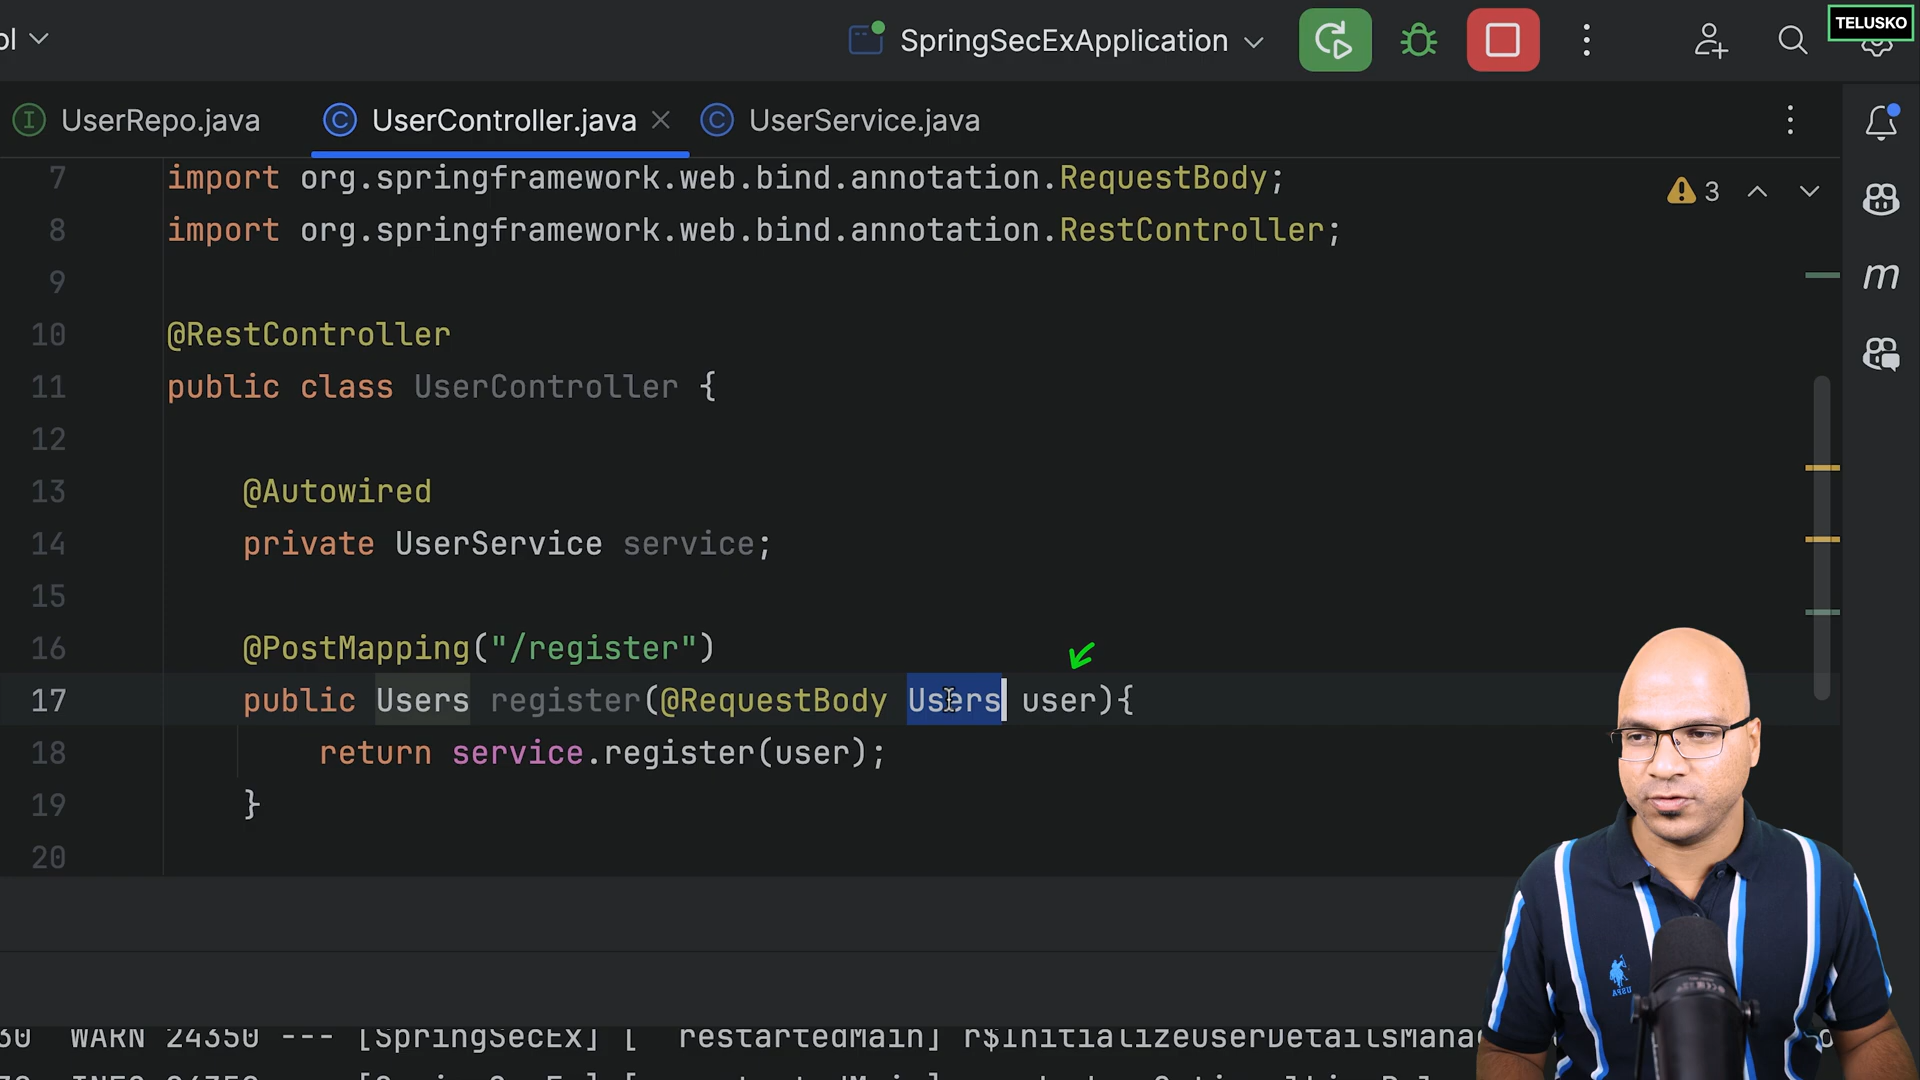 ol
SpringSecExApplication
TELUSKO
UserRepo.java
UserController.java
UserService.java
7 import org.springframework.web.bind.annotation.RequestBody;
3
8 import org.springframework.web.bind.annotation.RestController;
9
10 @RestController
11 public class UserController {
12
13 @Autowired
14 private UserService service;
15
16 @PostMapping("/register")
17 public Users register(@RequestBody Users user){
18 return service.register(user);
19 }
20
30 WARN 24350 --- [SpringSecEx] [ restartedMain] r$InitializeUserDetailsMana